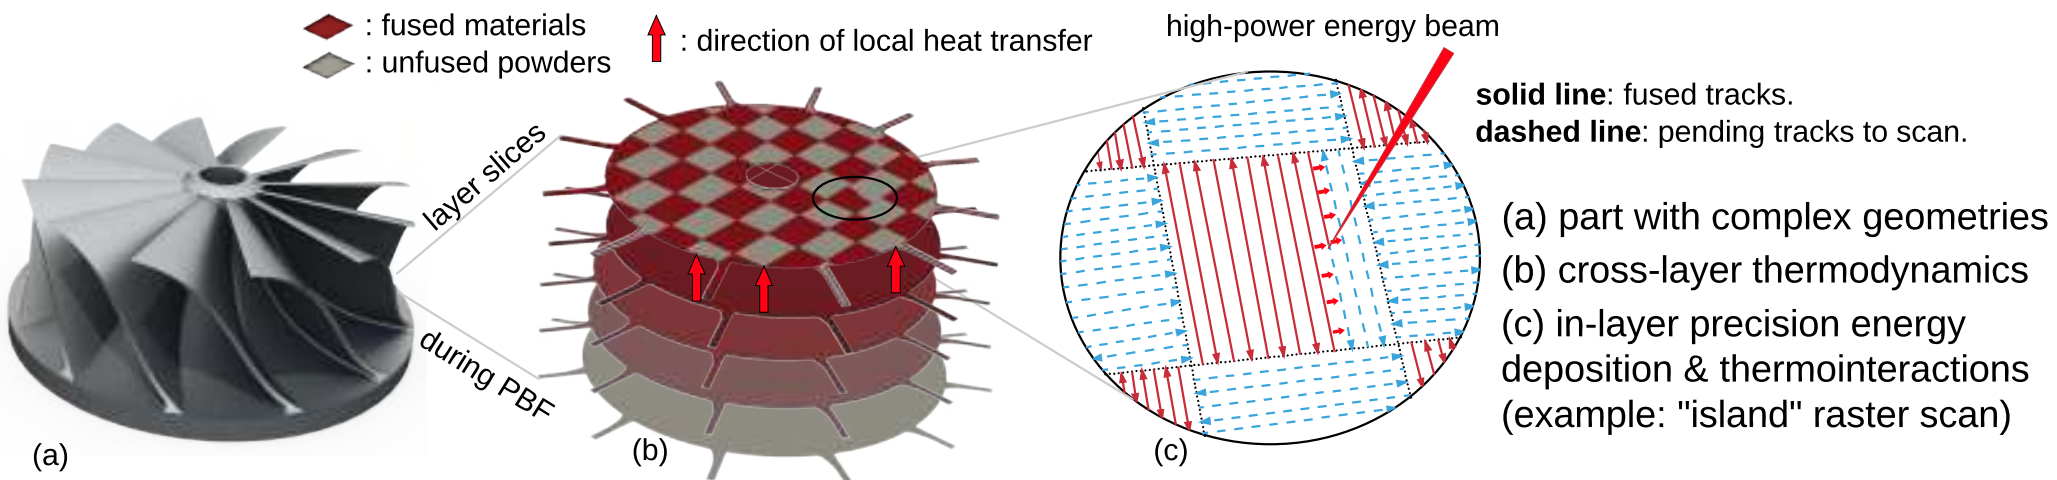 : fused materials
: unfused powders
: direction of local heat transfer
high-power energy beam
solid line: fused tracks.
dashed line: pending tracks to scan.
layer slices
during PBF
(a) part with complex geometries
(b) cross-layer thermodynamics
(c) in-layer precision energy
deposition & thermointeractions
(example: "island" raster scan)
(a)
(b)
(c)